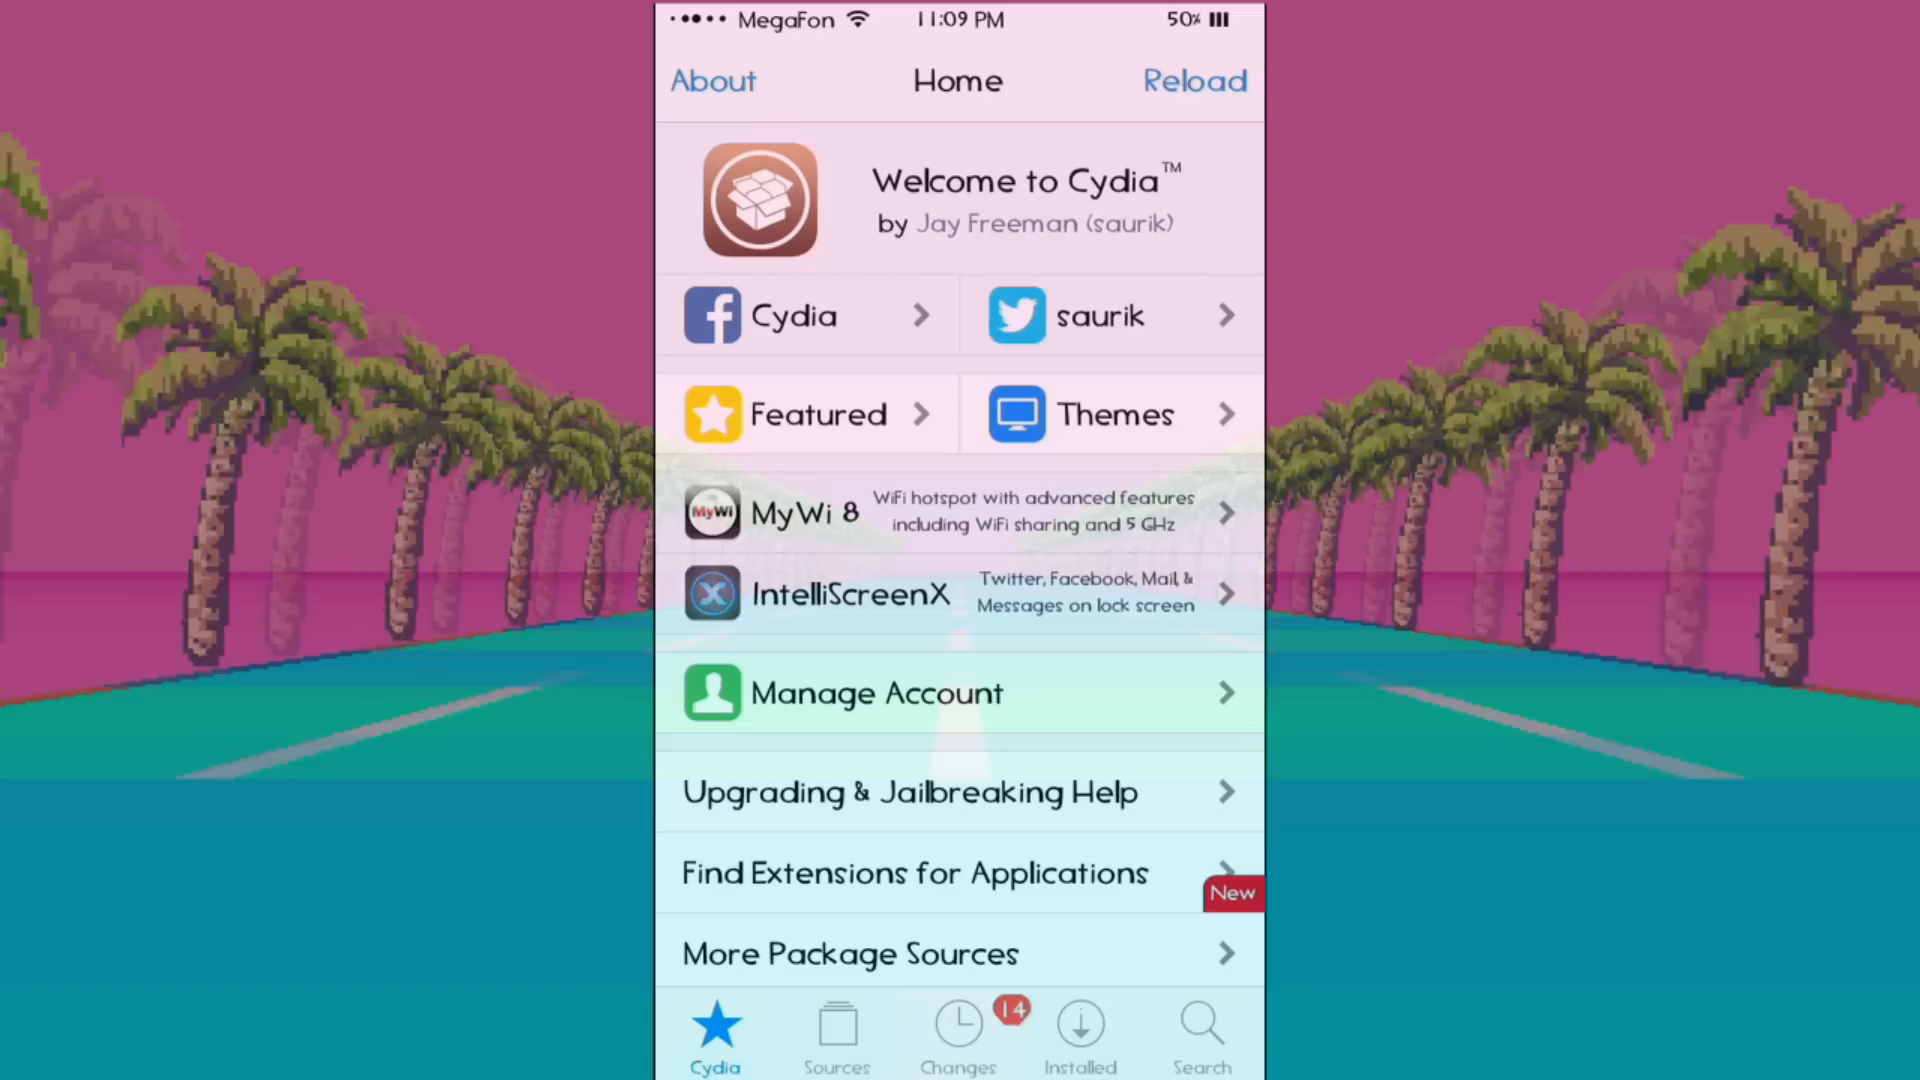 MegaFon 11:09 PM 50%
About Home Reload
Welcome to Cydia™
by Jay Freeman (saurik)
Cydia saurik
Featured Themes
MyWi MyWi 8 WiFi hotspot with advanced features
including WiFi sharing and 5 GHz
IntelliScreenX Twitter, Facebook, Mail, &
Messages on lock screen
Manage Account
Upgrading & Jailbreaking Help
Find Extensions for Applications
New
More Package Sources
14
Cydia Sources Changes Installed Search